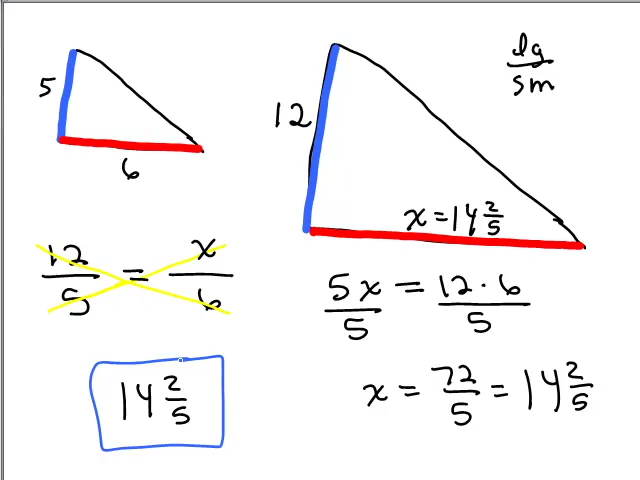 5
6
12
x = 14 2/5
lg/sm
12/5 = x/6
5x/5 = 12 · 6/5
x = 72/5 = 14 2/5
14 2/5